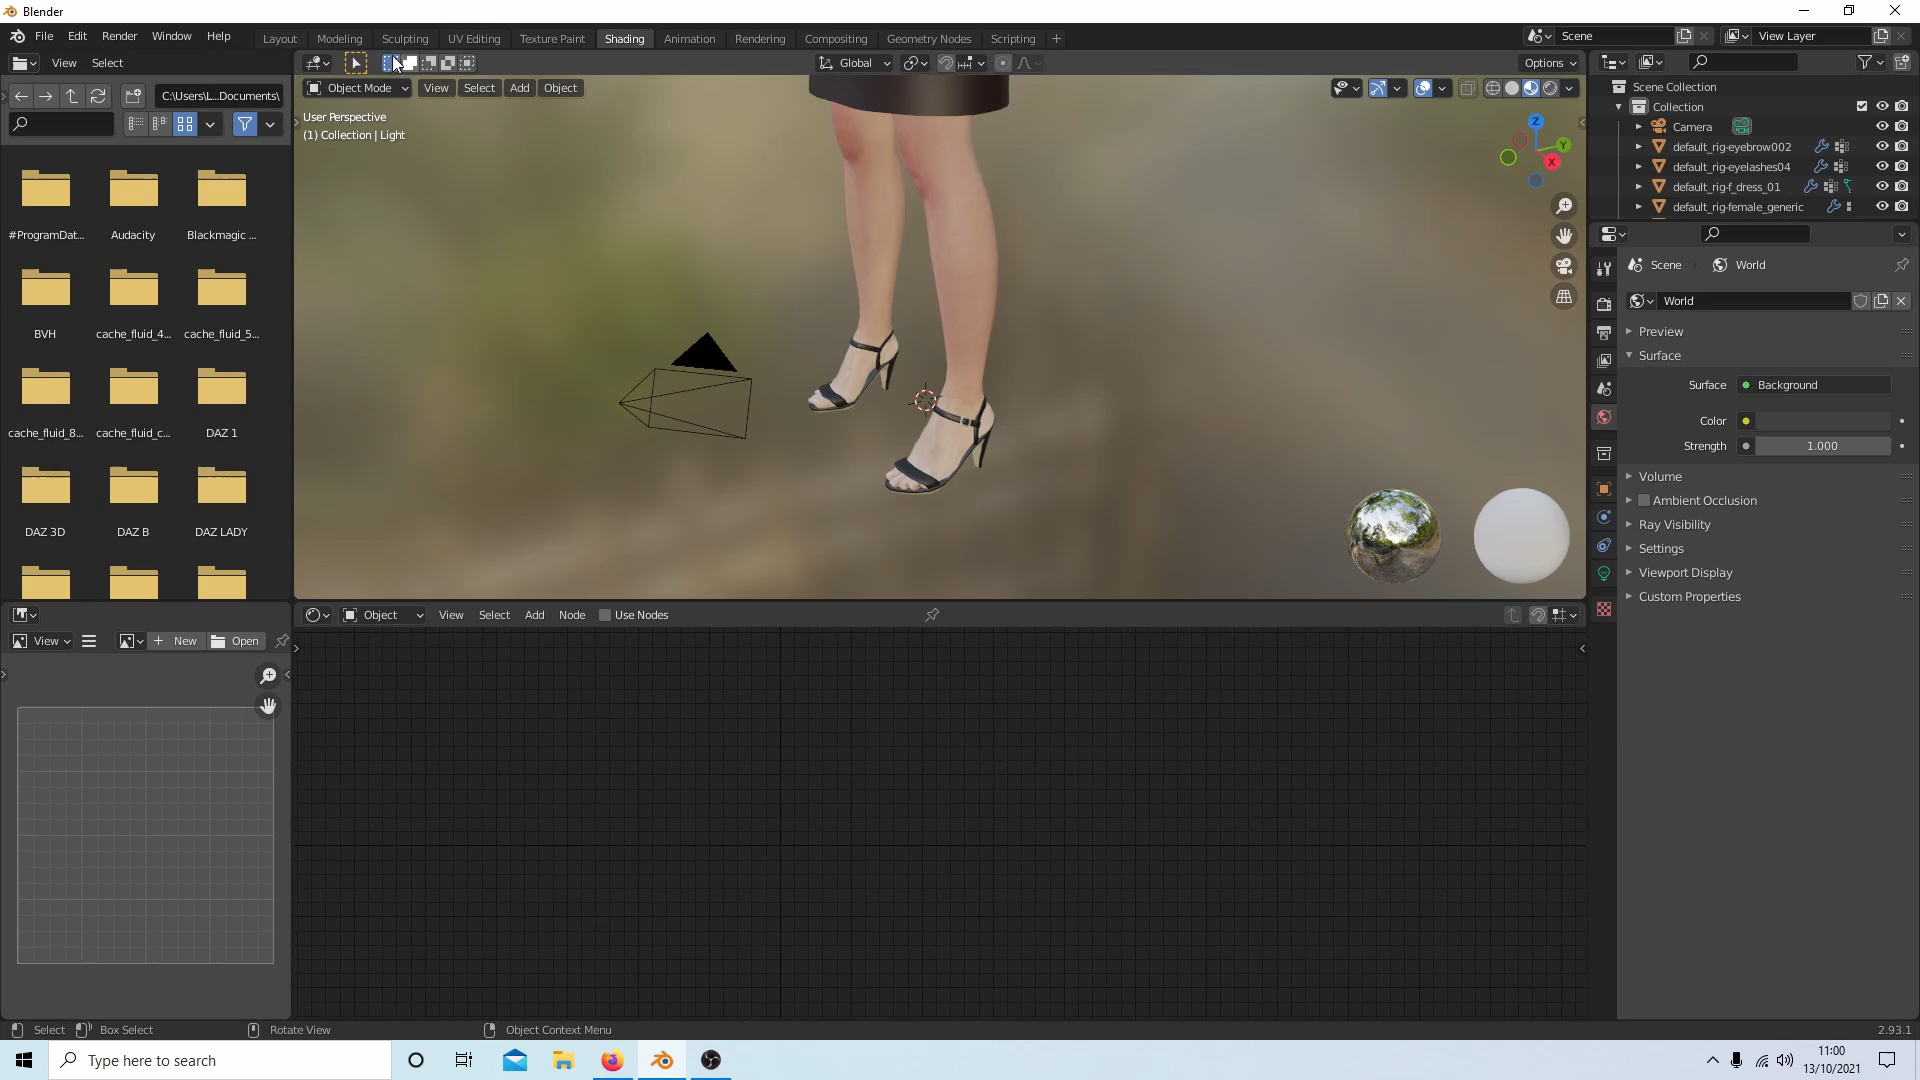 Blender
File Edit Render Window Help
Layout Modeling Sculpting UV Editing Texture Paint Shading Animation Rendering Compositing Geometry Nodes Scripting +
Scene View Layer
View Select
Global
Options
C:\Users\L...Documents\
Object Mode View Select Add Object
User Perspective
(1) Collection | Light
Z
Y
X
#ProgramDat... Audacity Blackmagic ...
BVH cache_fluid_4... cache_fluid_5...
cache_fluid_8... cache_fluid_c... DAZ 1
DAZ 3D DAZ B DAZ LADY
Scene Collection
Collection
Camera
default_rig-eyebrow002
default_rig-eyelashes04
default_rig-f_dress_01
default_rig-female_generic
Scene World
World
Preview
Surface
Surface Background
Color
Strength 1.000
Volume
Ambient Occlusion
Ray Visibility
Settings
Viewport Display
Custom Properties
Object View Select Add Node Use Nodes
View + New Open
Select Box Select Rotate View Object Context Menu
2.93.1
Type here to search
11:00
13/10/2021